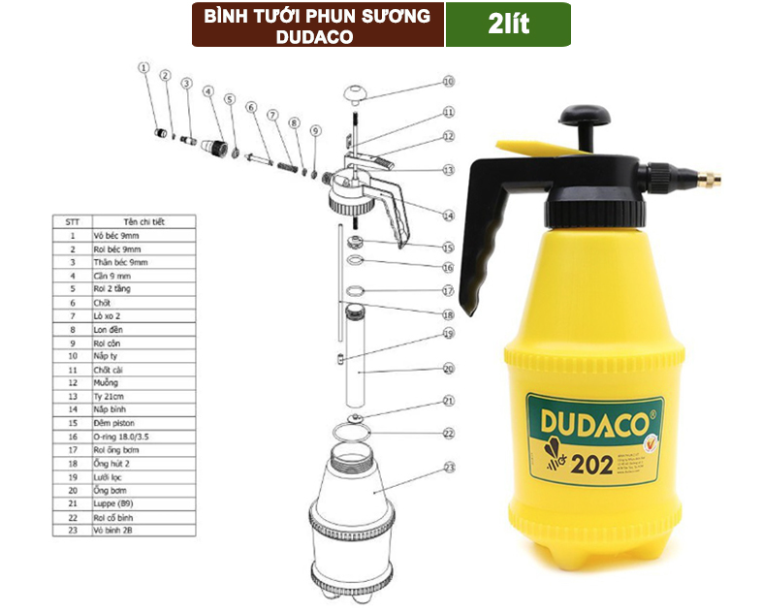 BÌNH TƯỚI PHUN SƯƠNG
DUDACO
2lít
1
2
3
4
5
6
7
8
9
10
11
12
13
14
15
16
17
18
19
20
21
22
23
STT Tên chi tiết
1 Vỏ béc 9mm
2 Roi béc 9mm
3 Thân béc 9mm
4 Cần 9 mm
5 Roi 2 tầng
6 Chốt
7 Lò xo 2
8 Lon đền
9 Roi côn
10 Nắp ty
11 Chốt cài
12 Muỗng
13 Ty 21cm
14 Nắp bình
15 Đệm piston
16 O-ring 18.0/3.5
17 Roi ống bơm
18 Ống hút 2
19 Lưới lọc
20 Ống bơm
21 Luppe (B9)
22 Roi cổ bình
23 Vỏ bình 2B
DUDACO®
202